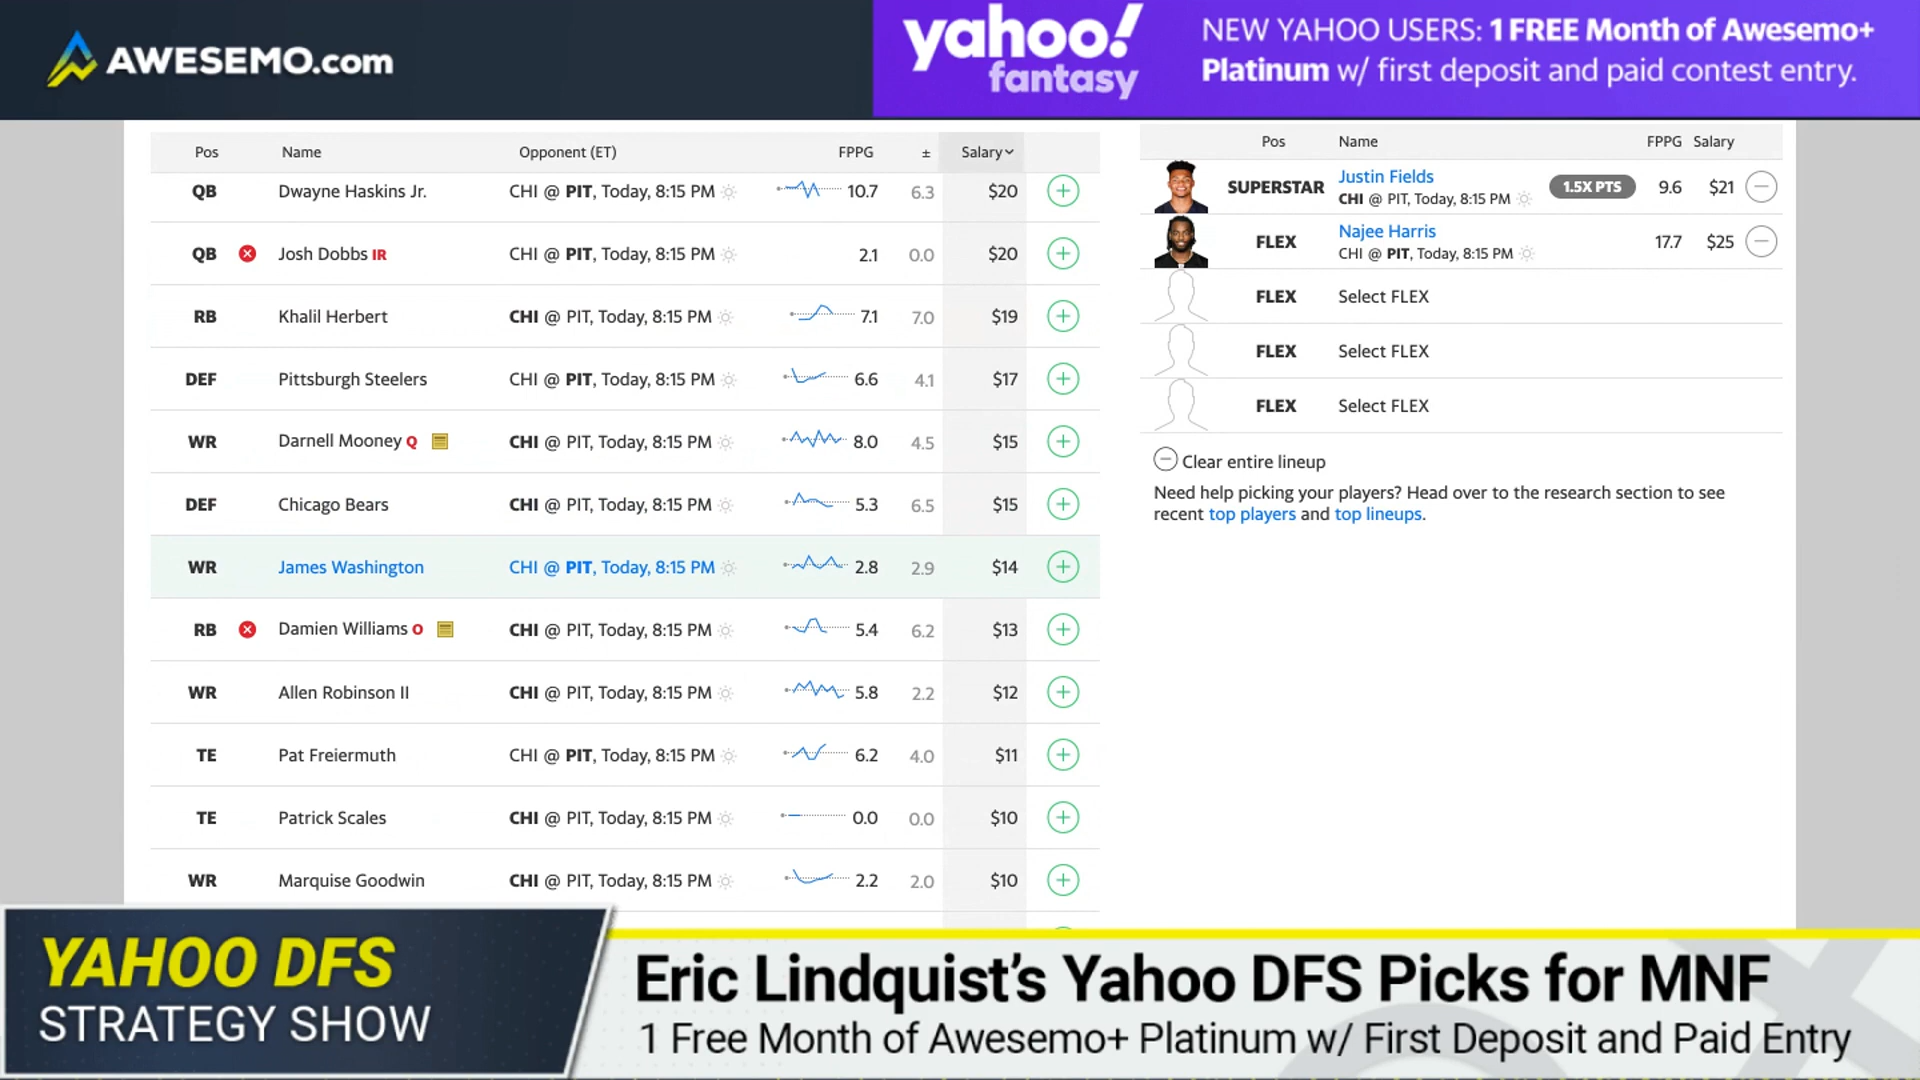 AWESEMO.com
yahoo!
fantasy
NEW YAHOO USERS: 1 FREE Month of Awesemo+
Platinum w/ first deposit and paid contest entry.
Pos Name Opponent (ET) FPPG ± Salary
QB Dwayne Haskins Jr. CHI @ PIT, Today, 8:15 PM 10.7 6.3 $20
QB Josh Dobbs IR CHI @ PIT, Today, 8:15 PM 2.1 0.0 $20
RB Khalil Herbert CHI @ PIT, Today, 8:15 PM 7.1 7.0 $19
DEF Pittsburgh Steelers CHI @ PIT, Today, 8:15 PM 6.6 4.1 $17
WR Darnell Mooney Q CHI @ PIT, Today, 8:15 PM 8.0 4.5 $15
DEF Chicago Bears CHI @ PIT, Today, 8:15 PM 5.3 6.5 $15
WR James Washington CHI @ PIT, Today, 8:15 PM 2.8 2.9 $14
RB Damien Williams O CHI @ PIT, Today, 8:15 PM 5.4 6.2 $13
WR Allen Robinson II CHI @ PIT, Today, 8:15 PM 5.8 2.2 $12
TE Pat Freiermuth CHI @ PIT, Today, 8:15 PM 6.2 4.0 $11
TE Patrick Scales CHI @ PIT, Today, 8:15 PM 0.0 0.0 $10
WR Marquise Goodwin CHI @ PIT, Today, 8:15 PM 2.2 2.0 $10
Pos Name FPPG Salary
SUPERSTAR Justin Fields 1.5X PTS 9.6 $21
CHI @ PIT, Today, 8:15 PM
FLEX Najee Harris 17.7 $25
CHI @ PIT, Today, 8:15 PM
FLEX Select FLEX
FLEX Select FLEX
FLEX Select FLEX
Clear entire lineup
Need help picking your players? Head over to the research section to see
recent top players and top lineups.
YAHOO DFS
STRATEGY SHOW
Eric Lindquist's Yahoo DFS Picks for MNF
1 Free Month of Awesemo+ Platinum w/ First Deposit and Paid Entry